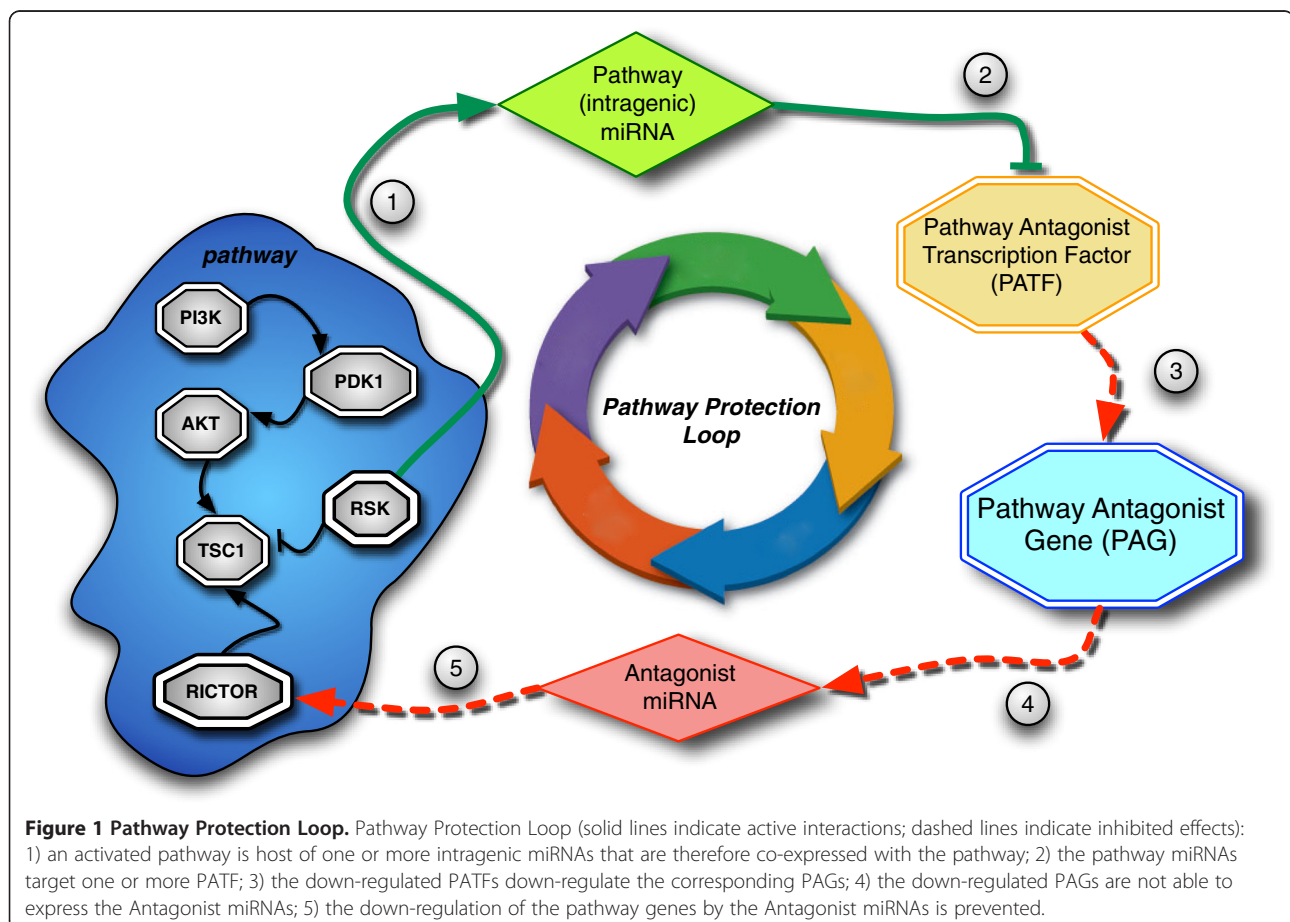 Pathway
(intragenic)
miRNA
2
1
Pathway Antagonist
Transcription Factor
(PATF)
pathway
PI3K
PDK1
AKT
RSK
TSC1
RICTOR
Pathway Protection
Loop
3
Pathway Antagonist
Gene (PAG)
5
Antagonist
miRNA
4
Figure 1 Pathway Protection Loop. Pathway Protection Loop (solid lines indicate active interactions; dashed lines indicate inhibited effects):
1) an activated pathway is host of one or more intragenic miRNAs that are therefore co-expressed with the pathway; 2) the pathway miRNAs
target one or more PATF; 3) the down-regulated PATFs down-regulate the corresponding PAGs; 4) the down-regulated PAGs are not able to
express the Antagonist miRNAs; 5) the down-regulation of the pathway genes by the Antagonist miRNAs is prevented.